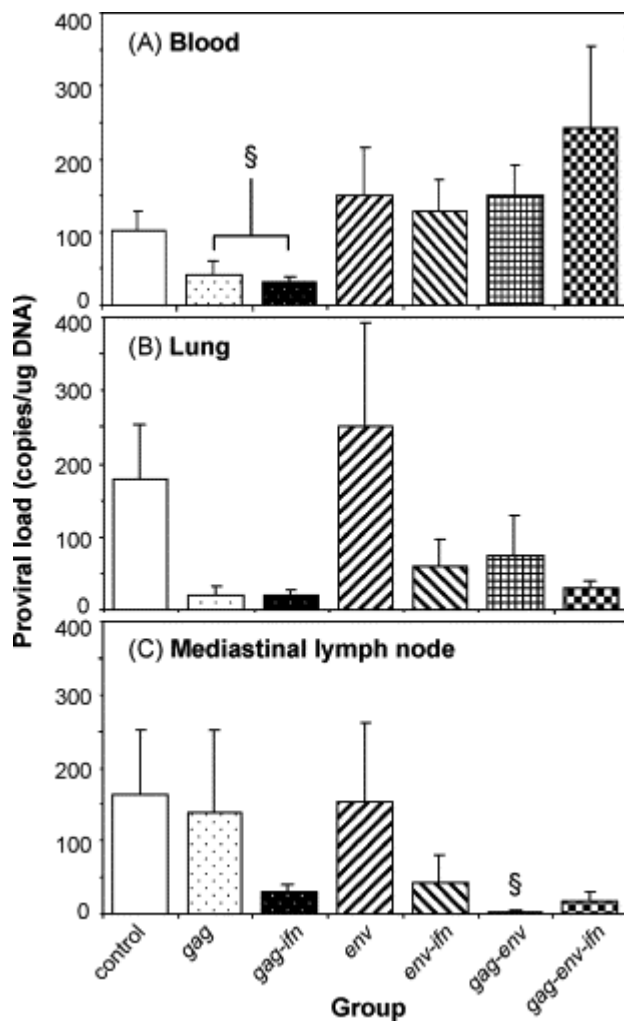 Proviral load (copies/ug DNA)
(A) Blood
400
300
200
100
0
§
(B) Lung
400
300
200
100
0
(C) Mediastinal lymph node
400
300
200
100
0
§
control
gag
gag-ifn
env
env-ifn
gag-env
gag-env-ifn
Group